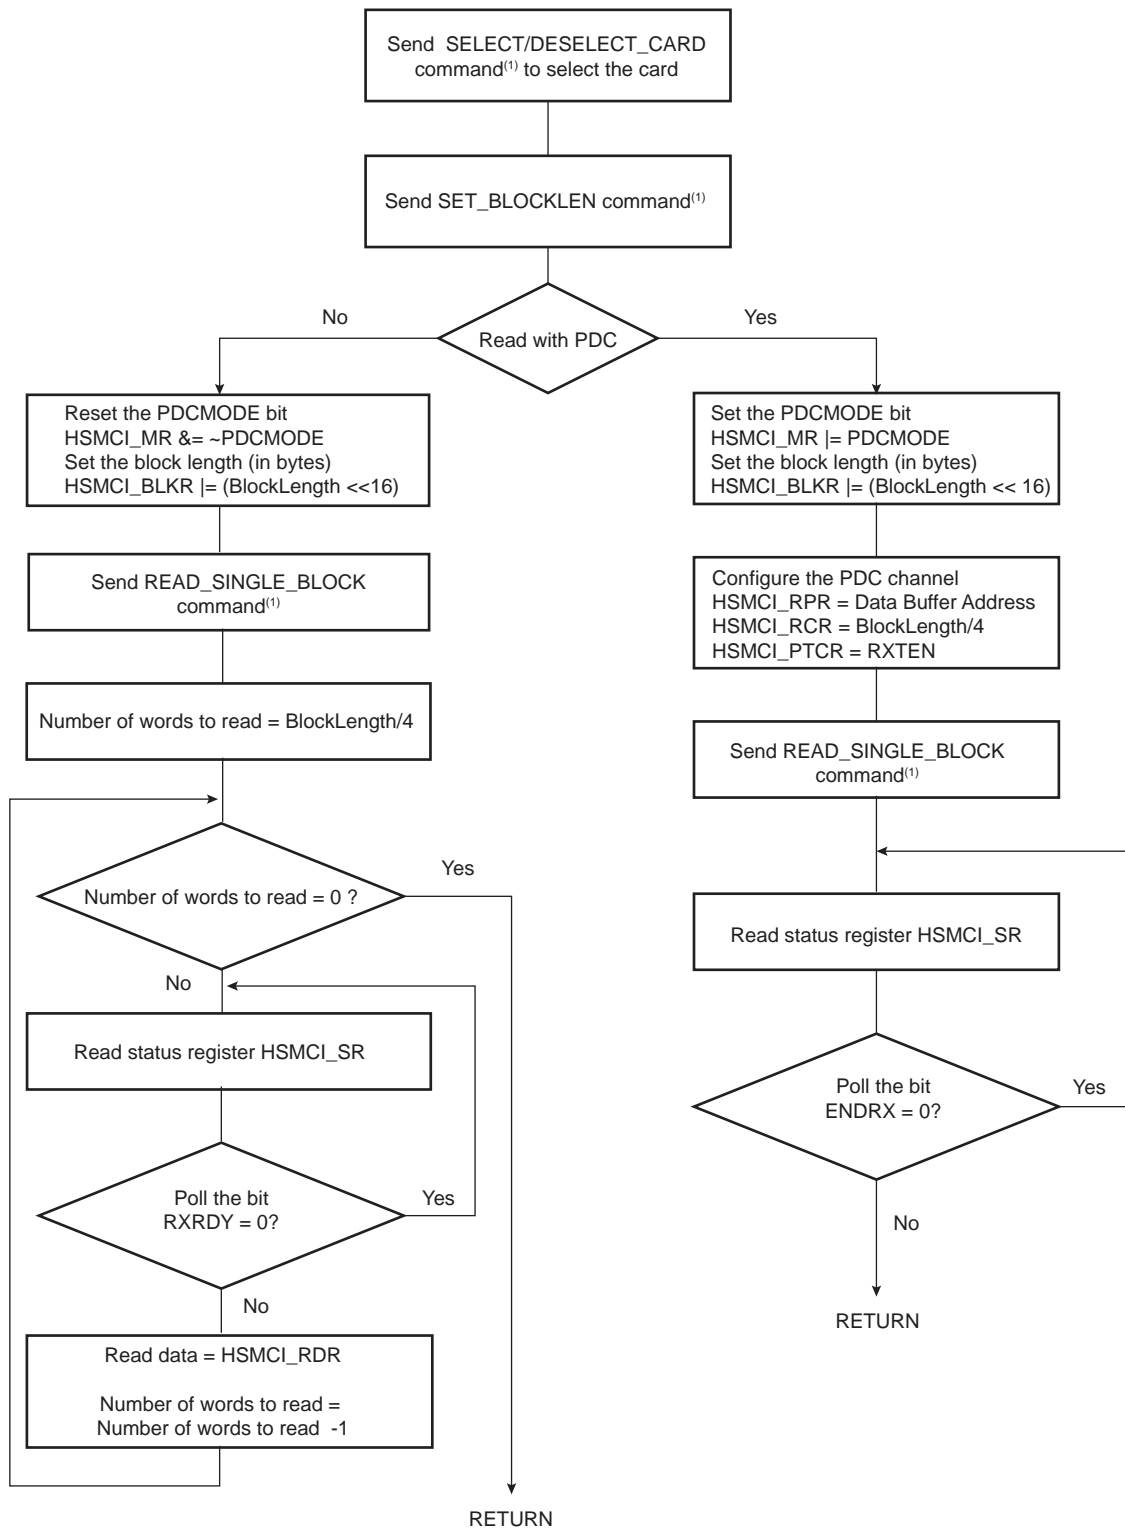 Send SELECT/DESELECT_CARD
command(1) to select the card
Send SET_BLOCKLEN command(1)
No
Read with PDC
Yes
Reset the PDCMODE bit
HSMCI_MR &= ~PDCMODE
Set the block length (in bytes)
HSMCI_BLKR |= (BlockLength <<16)
Send READ_SINGLE_BLOCK
command(1)
Number of words to read = BlockLength/4
Number of words to read = 0 ?
Yes
No
Read status register HSMCI_SR
Poll the bit
RXRDY = 0?
Yes
No
Read data = HSMCI_RDR
Number of words to read =
Number of words to read -1
RETURN
Set the PDCMODE bit
HSMCI_MR |= PDCMODE
Set the block length (in bytes)
HSMCI_BLKR |= (BlockLength << 16)
Configure the PDC channel
HSMCI_RPR = Data Buffer Address
HSMCI_RCR = BlockLength/4
HSMCI_PTCR = RXTEN
Send READ_SINGLE_BLOCK
command(1)
Read status register HSMCI_SR
Poll the bit
ENDRX = 0?
Yes
No
RETURN